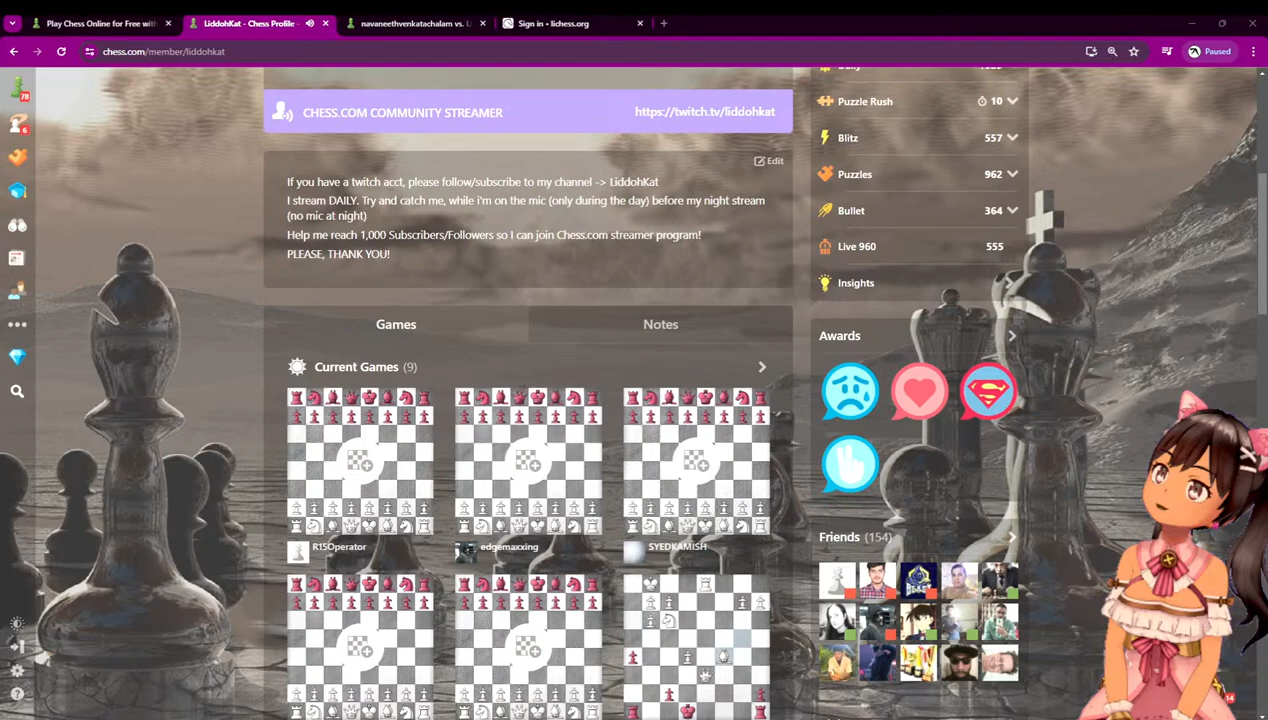 Play Chess Online for Free with
LiddohKat - Chess Profile -
navaneethvenkatachalam vs. L
Sign in • lichess.org
chess.com/member/liddohkat
Paused
78
6
CHESS.COM COMMUNITY STREAMER
https://twitch.tv/liddohkat
Edit
If you have a twitch acct, please follow/subscribe to my channel -> LiddohKat
I stream DAILY. Try and catch me, while i'm on the mic (only during the day) before my night stream
(no mic at night)
Help me reach 1,000 Subscribers/Followers so I can join Chess.com streamer program!
PLEASE, THANK YOU!
Games
Notes
Current Games (9)
R15Operator
edgemaxxing
SYEDKAMISH
Puzzle Rush 10
Blitz 557
Puzzles 962
Bullet 364
Live 960 555
Insights
Awards
Friends (154)
14